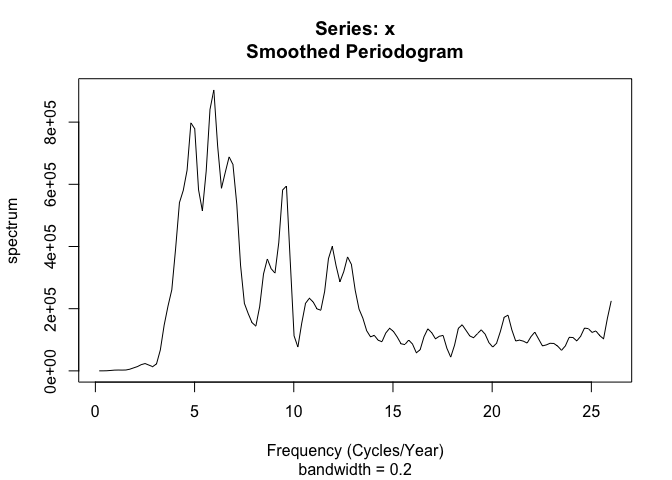 Series: x
Smoothed Periodogram
spectrum
8e+05
6e+05
4e+05
2e+05
0e+00
0 5 10 15 20 25
Frequency (Cycles/Year)
bandwidth = 0.2